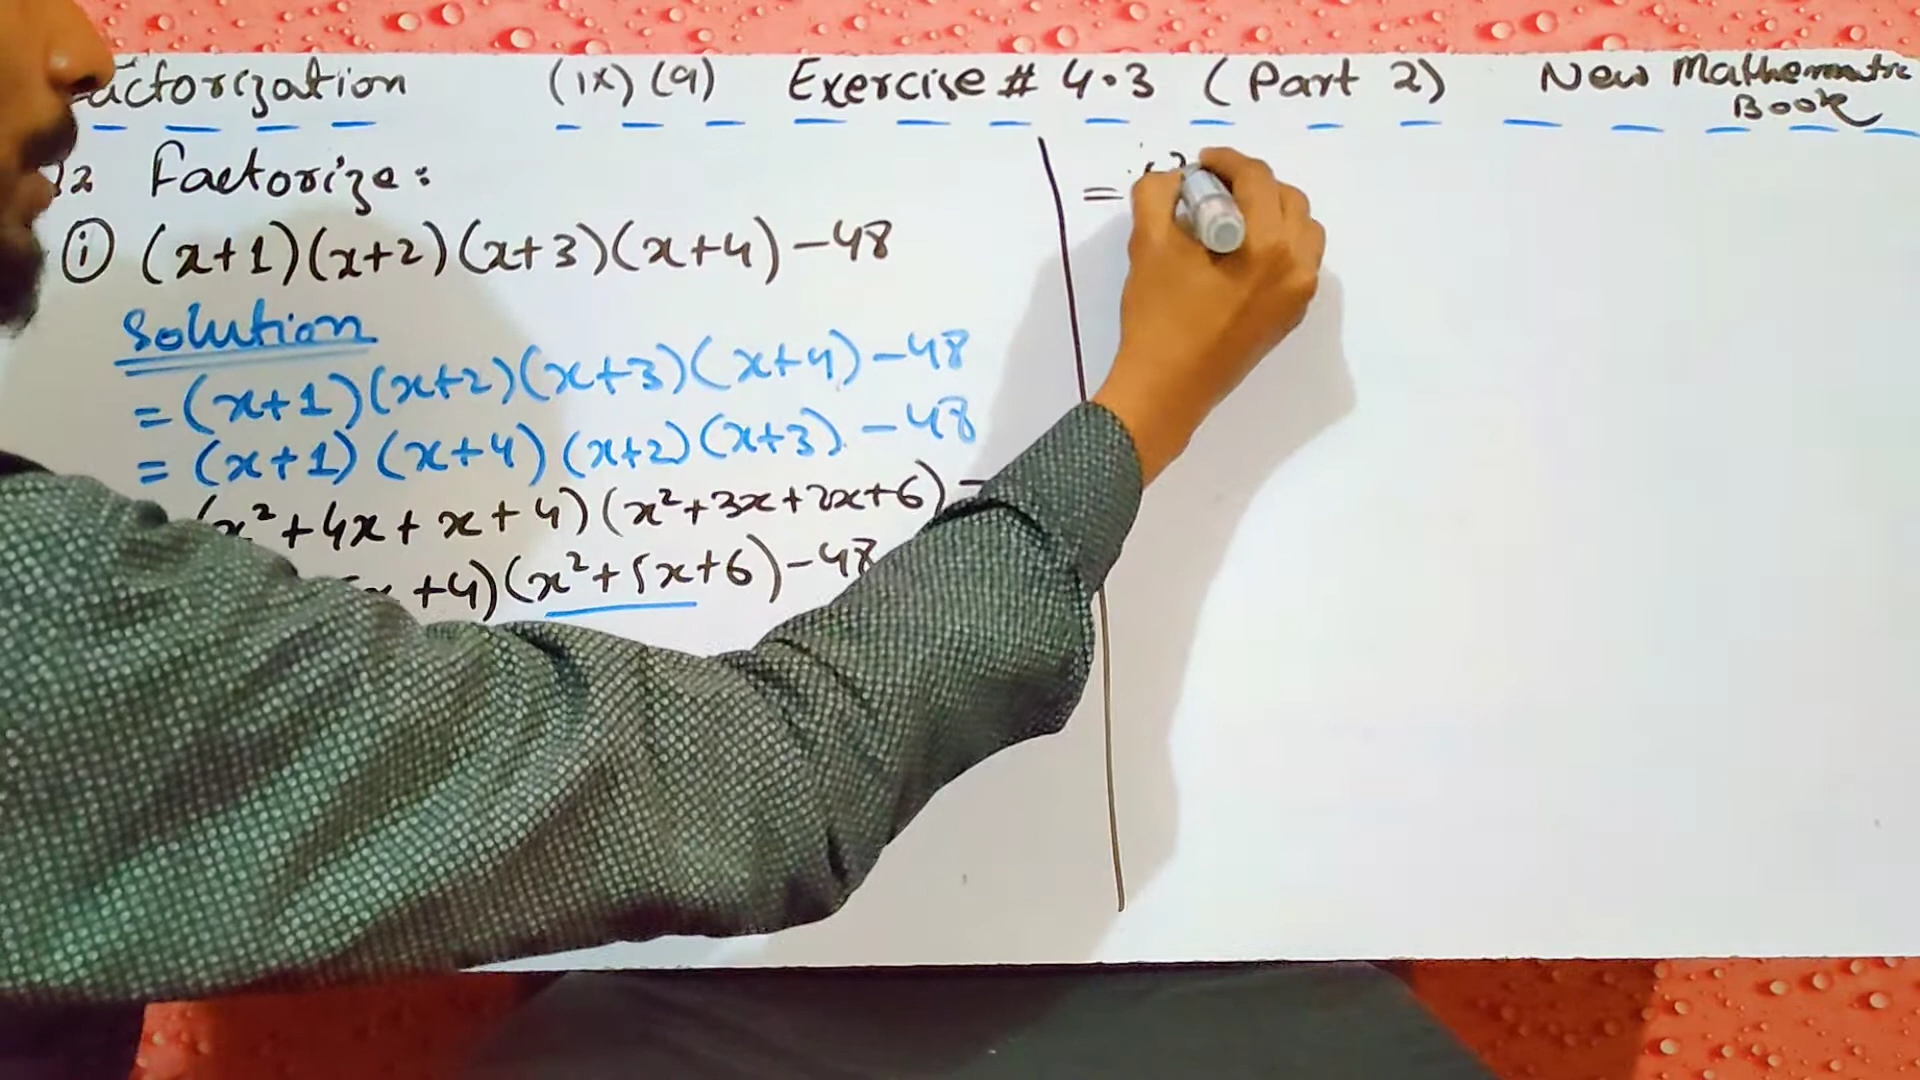 actorization (ix) (9) Exercise # 4.3 (Part 2) New Mathematic Book
2 Factorize:
i (x+1)(x+2)(x+3)(x+4)-48
Solution
=(x+1)(x+2)(x+3)(x+4)-48
=(x+1)(x+4)(x+2)(x+3)-48
(x²+4x+x+4)(x²+3x+2x+6)-
x+4)(x²+5x+6)-48
=